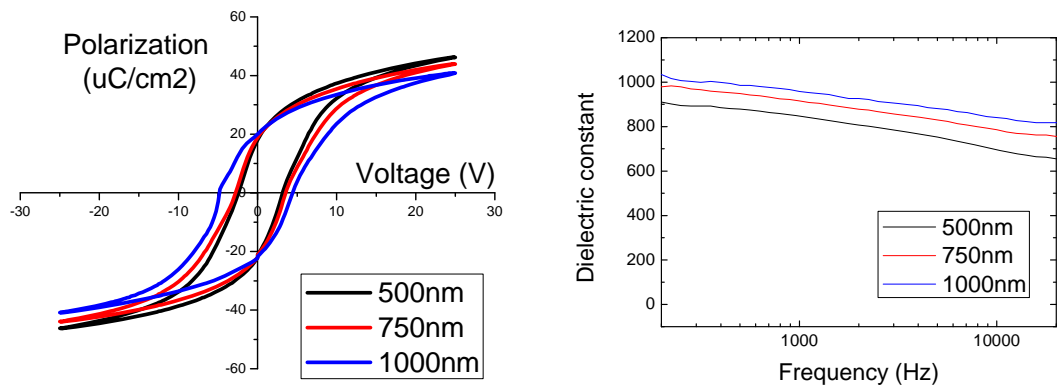 Polarization
(uC/cm2)
60
40
20
0
-20
-40
-60
-30
-20
-10
0
10
20
30
Voltage (V)
500nm
750nm
1000nm
Dielectric constant
1200
1000
800
600
400
200
0
1000
10000
Frequency (Hz)
500nm
750nm
1000nm